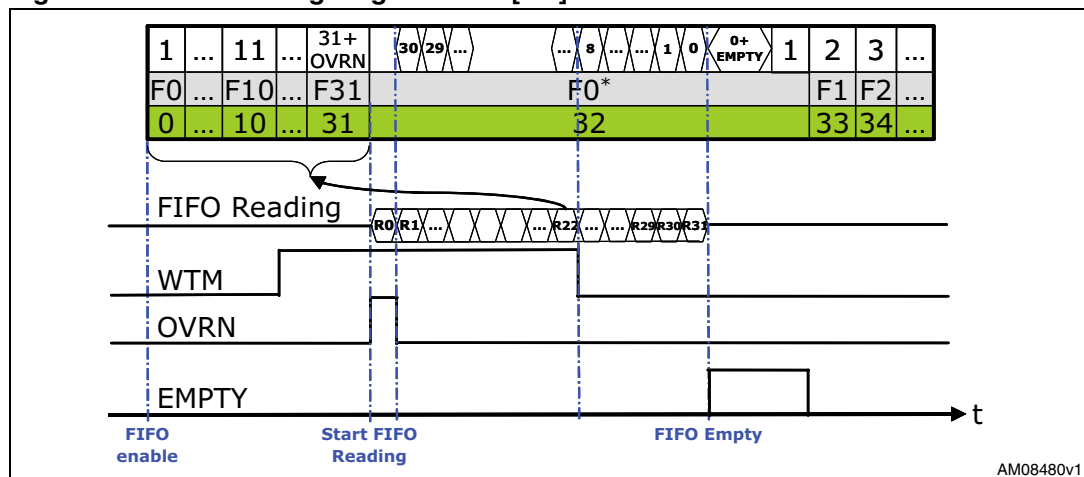 1 ... 11 ... 31+ OVRN 30 29 ... ... 8 ... ... 1 0 0+ EMPTY 1 2 3 ...
F0 ... F10 ... F31 F0* F1 F2 ...
0 ... 10 ... 31 32 33 34 ...
FIFO Reading
R0 R1 ... ... R22 ... ... R29 R30 R31
WTM
OVRN
EMPTY
t
FIFO enable
Start FIFO Reading
FIFO Empty
AM08480v1